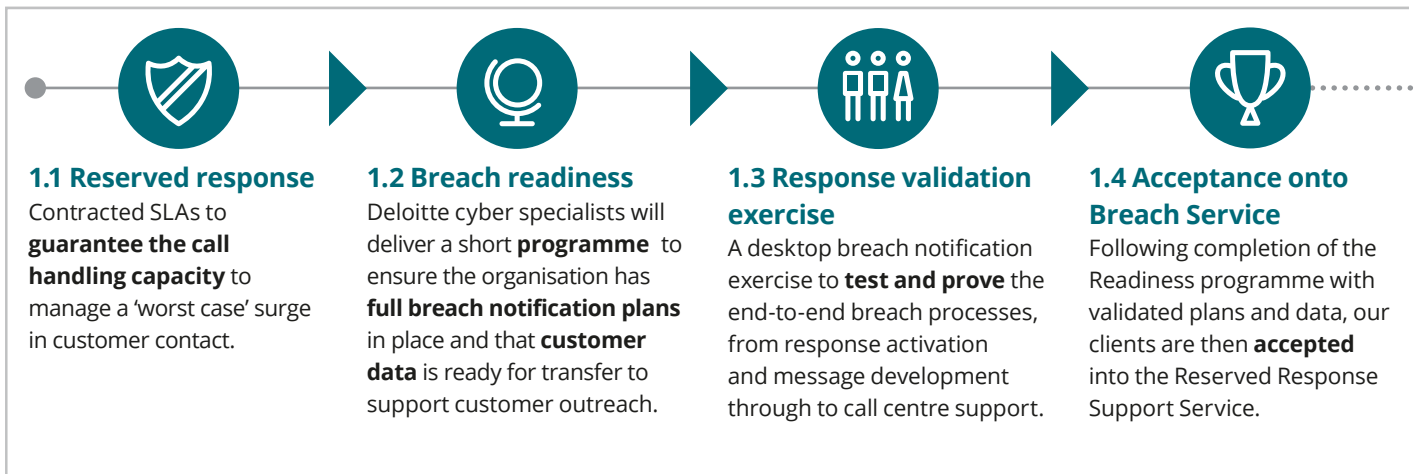 1.1 Reserved response
Contracted SLAs to
guarantee the call
handling capacity to
manage a ‘worst case’ surge
in customer contact.
1.2 Breach readiness
Deloitte cyber specialists will
deliver a short programme to
ensure the organisation has
full breach notification plans
in place and that customer
data is ready for transfer to
support customer outreach.
1.3 Response validation
exercise
A desktop breach notification
exercise to test and prove the
end-to-end breach processes,
from response activation
and message development
through to call centre support.
1.4 Acceptance onto
Breach Service
Following completion of the
Readiness programme with
validated plans and data, our
clients are then accepted
into the Reserved Response
Support Service.